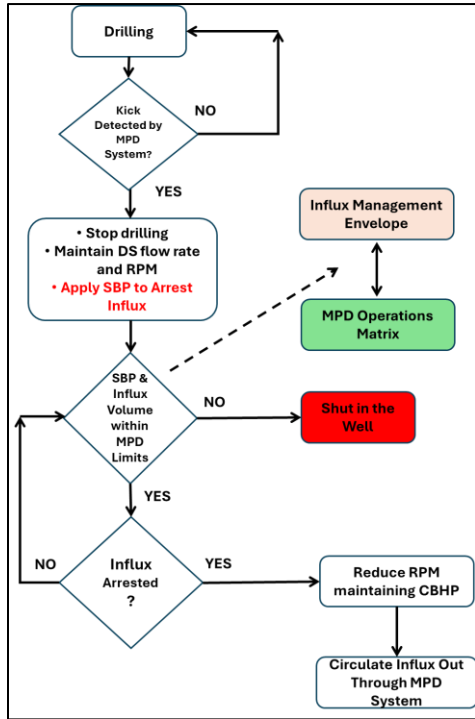 Drilling
Kick
Detected by
MPD
System?
NO
YES
• Stop drilling
• Maintain DS flow rate
and RPM
• Apply SBP to Arrest
Influx
Influx Management
Envelope
MPD Operations
Matrix
SBP &
Influx
Volume within
MPD
Limits
NO
Shut in the
Well
YES
Influx
Arrested
?
NO
YES
Reduce RPM
maintaining CBHP
Circulate Influx Out
Through MPD
System